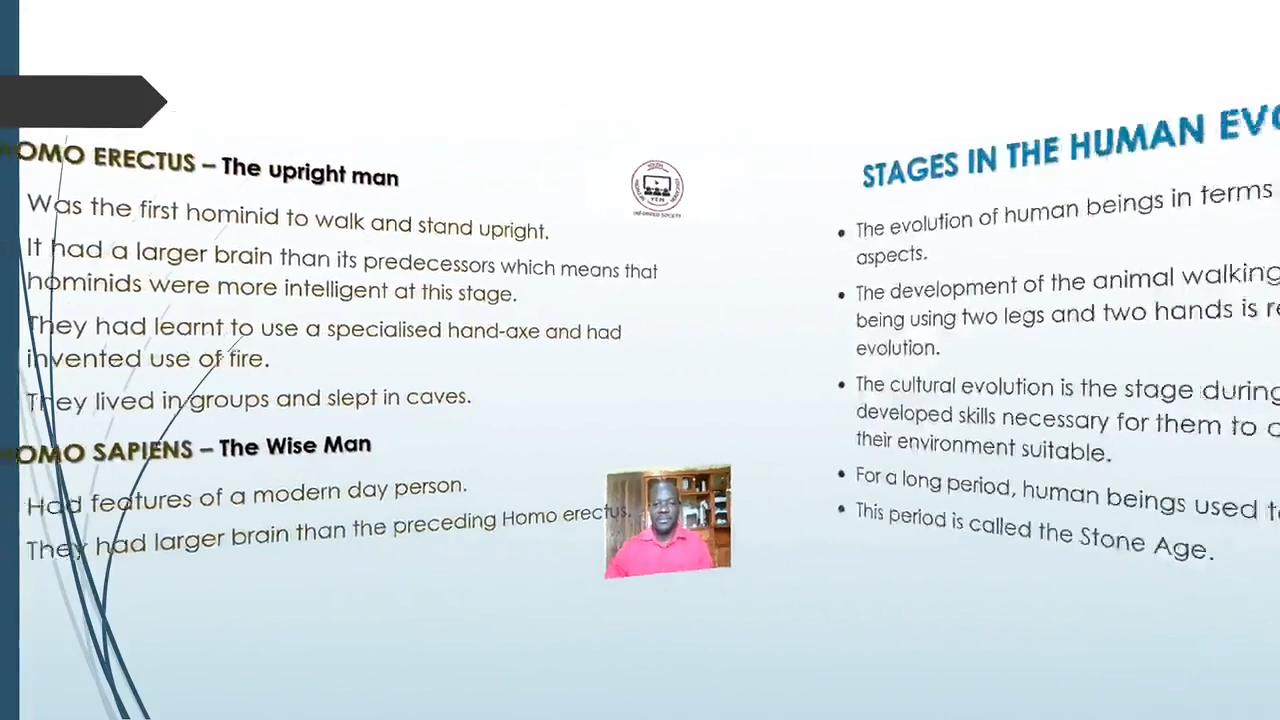 HOMO ERECTUS – The upright man
Was the first hominid to walk and stand upright.
It had a larger brain than its predecessors which means that
hominids were more intelligent at this stage.
They had learnt to use a specialised hand-axe and had
invented use of fire.
They lived in groups and slept in caves.
HOMO SAPIENS – The Wise Man
Had features of a modern day person.
They had larger brain than the preceding Homo erectus.
YEN
INFORMED SOCIETY
STAGES IN THE HUMAN EVO
• The evolution of human beings in terms
aspects.
• The development of the animal walking
being using two legs and two hands is re
evolution.
• The cultural evolution is the stage during
developed skills necessary for them to c
their environment suitable.
• For a long period, human beings used to
• This period is called the Stone Age.